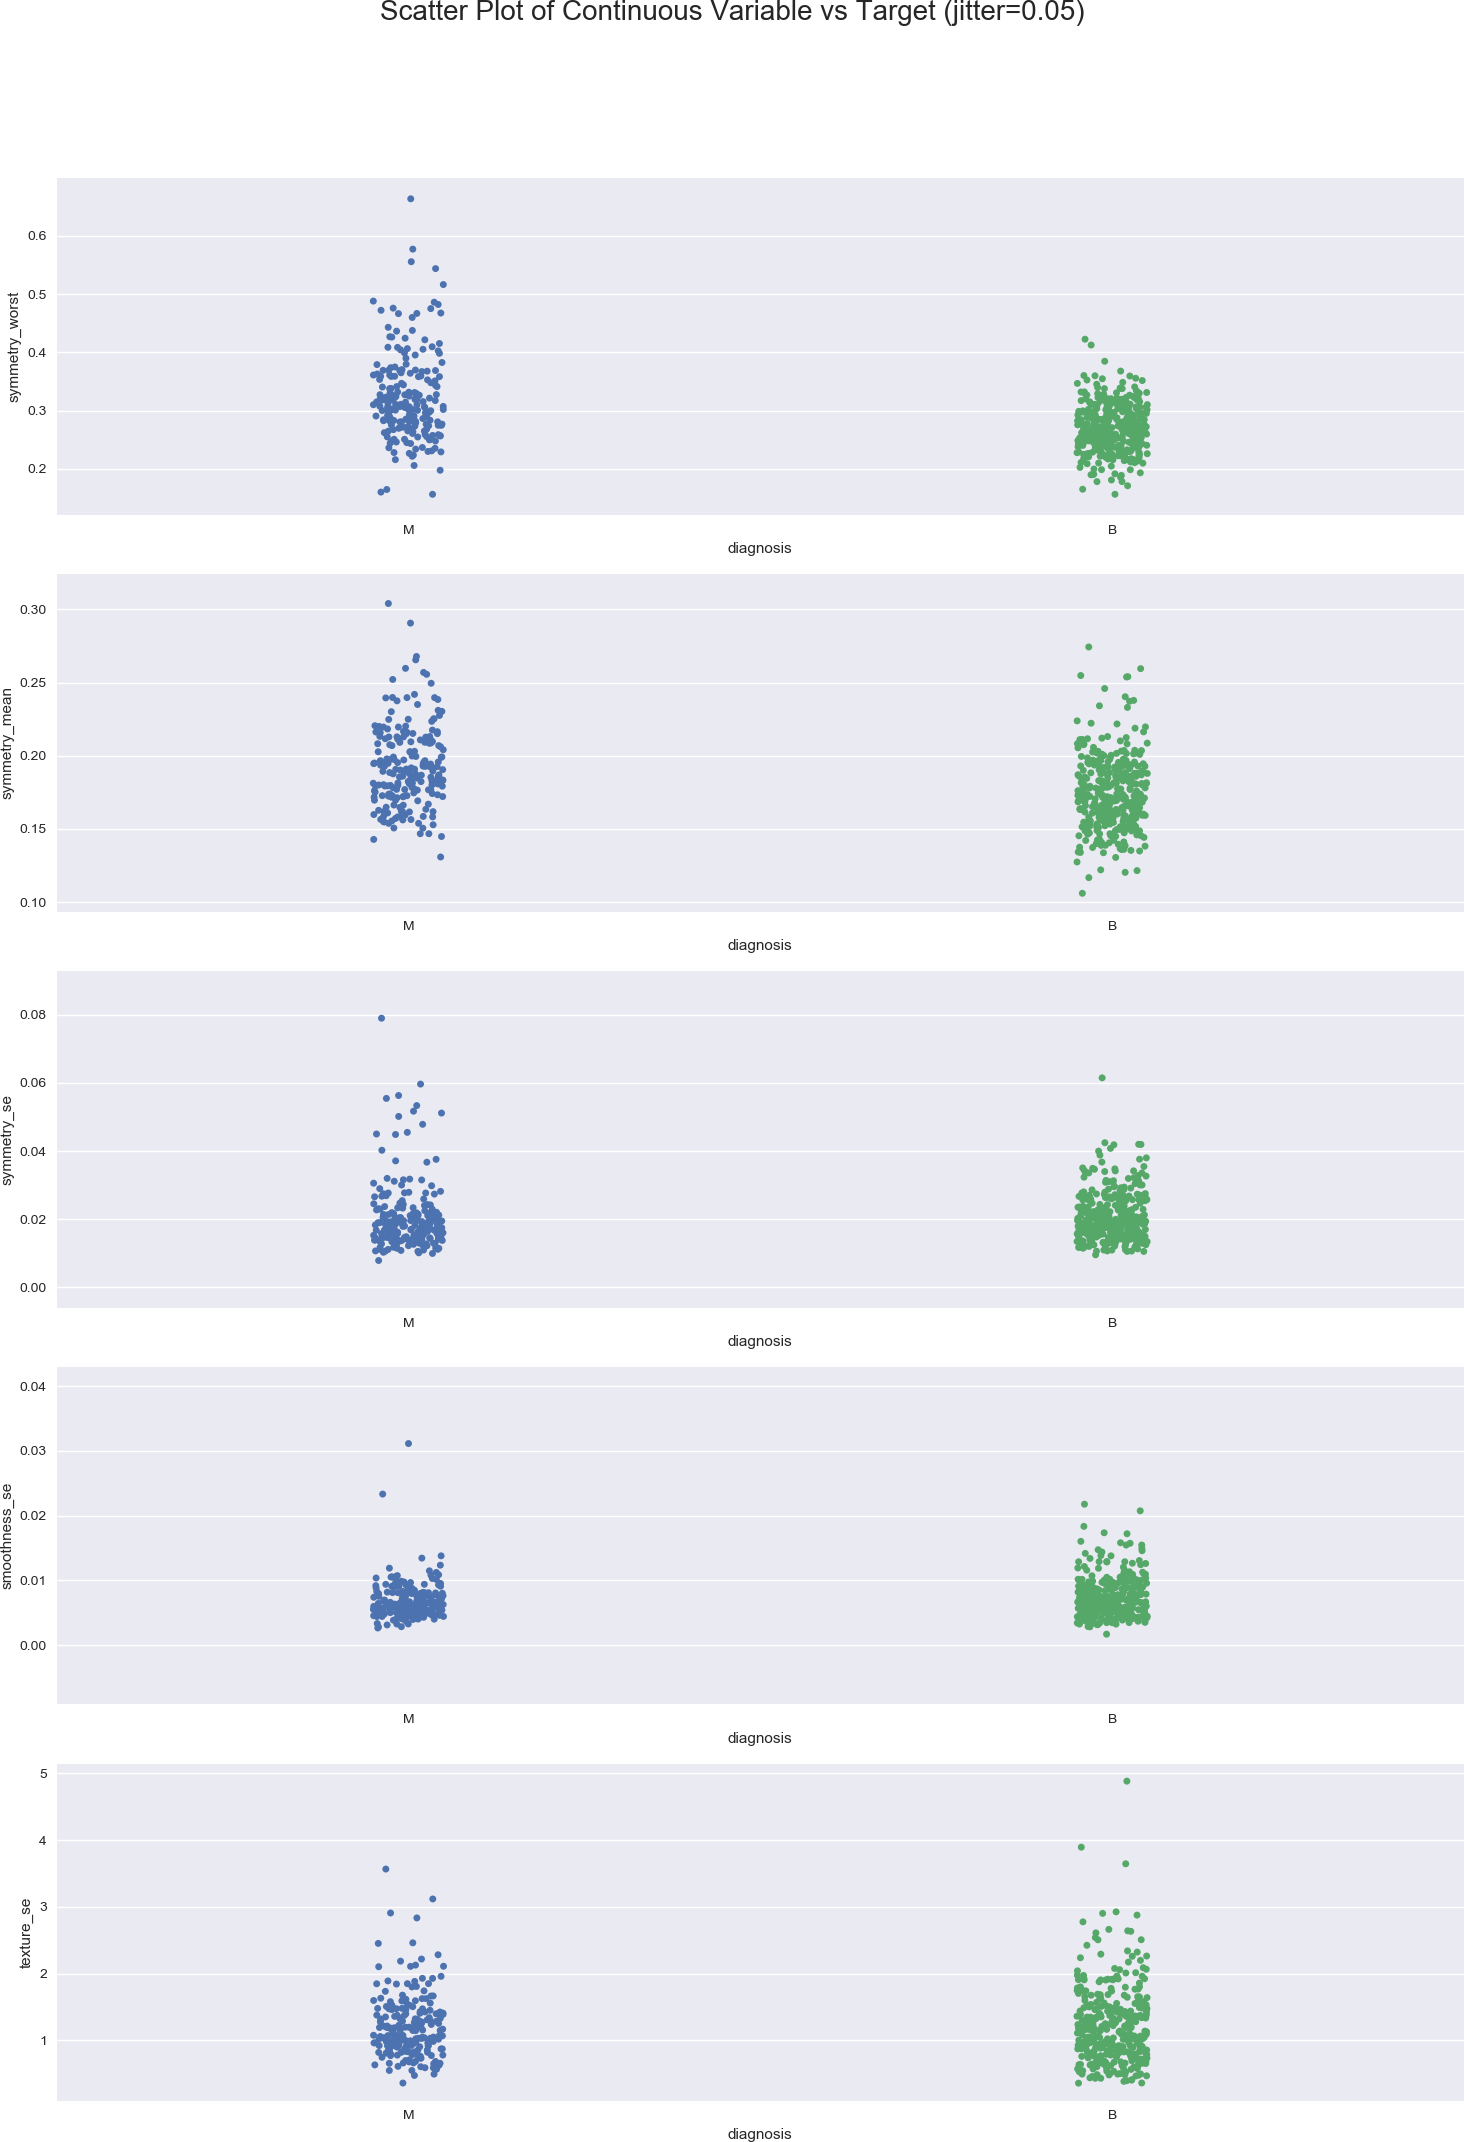 Scatter Plot of Continuous Variable vs Target (jitter=0.05)
symmetry_worst
0.6
0.5
0.4
0.3
0.2
M B
diagnosis
symmetry_mean
0.30
0.25
0.20
0.15
0.10
M B
diagnosis
symmetry_se
0.08
0.06
0.04
0.02
0.00
M B
diagnosis
smoothness_se
0.04
0.03
0.02
0.01
0.00
M B
diagnosis
texture_se
5
4
3
2
1
M B
diagnosis